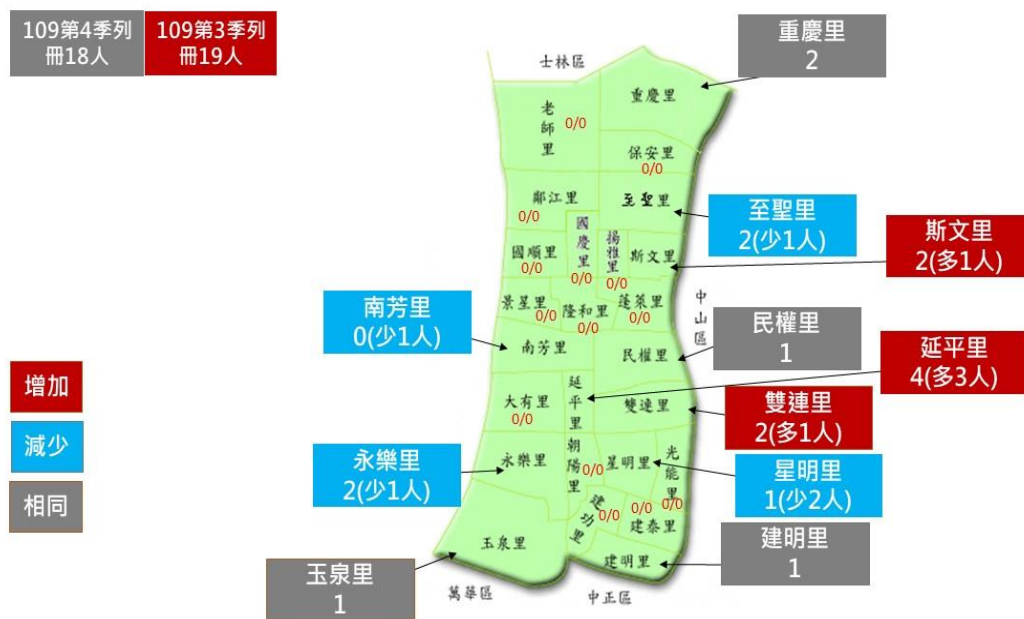 109第4季列
冊18人
109第3季列
冊19人
重慶里
2
士林區
重慶里
老師里
0/0
保安里
0/0
鄰江里
0/0
至聖里
至聖里
2(少1人)
國慶里
0/0
揚雅里
0/0
國順里
0/0
斯文里
斯文里
2(多1人)
景星里
0/0
隆和里
0/0
蓬萊里
0/0
中山區
南芳里
0(少1人)
南芳里
民權里
民權里
1
延平里
4(多3人)
增加
減少
相同
大有里
0/0
延平里
雙連里
雙連里
2(多1人)
永樂里
2(少1人)
永樂里
朝陽里
0/0
星明里
光能里
0/0
星明里
1(少2人)
建功里
0/0
0/0
建泰里
玉泉里
建明里
建明里
1
玉泉里
1
萬華區
中正區